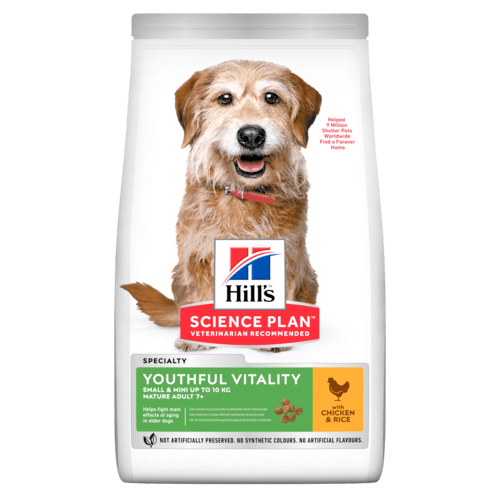 Helped
9 Million
Shelter Pets
Worldwide
Find a Forever
Home
Hill's
SCIENCE PLAN™
VETERINARIAN RECOMMENDED
SPECIALTY
YOUTHFUL VITALITY
SMALL & MINI UP TO 10 KG
MATURE ADULT 7+
Helps fight main
effects of aging
in older dogs
with
CHICKEN
& RICE
NOT ARTIFICIALLY PRESERVED. NO SYNTHETIC COLOURS. NO ARTIFICIAL FLAVOURS.